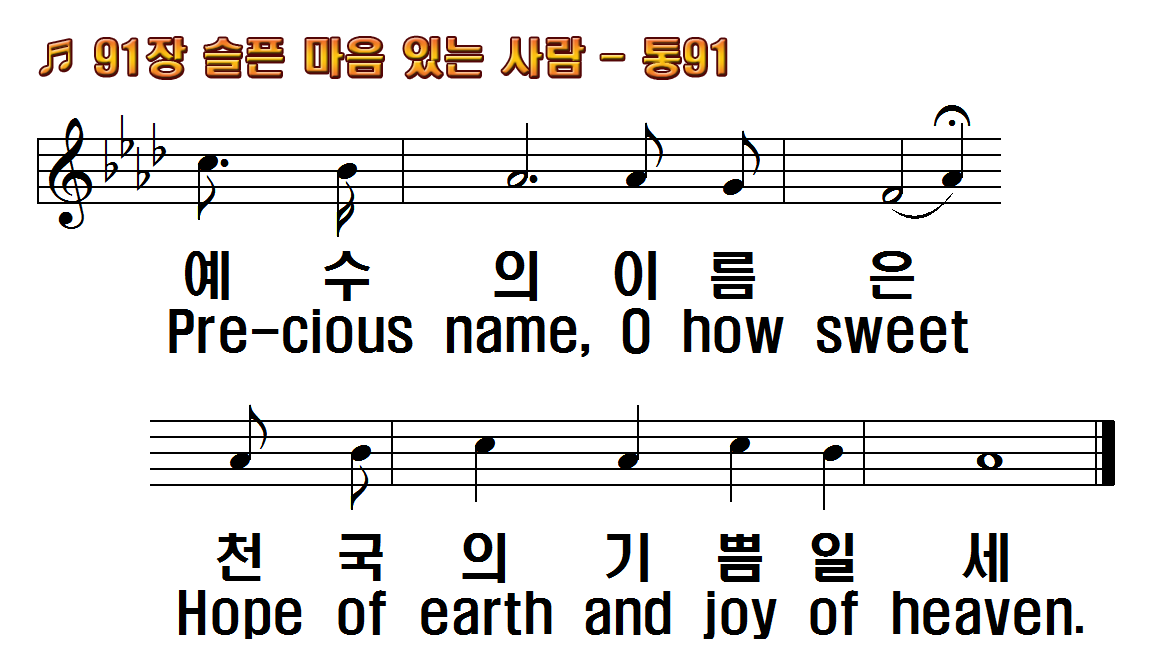 ♬ 91장 슬픈 마음 있는 사람 - 통91
예 수 의 이 름 은
Pre-cious name, O how sweet
천 국 의 기 쁨 일 세
Hope of earth and joy of heaven.